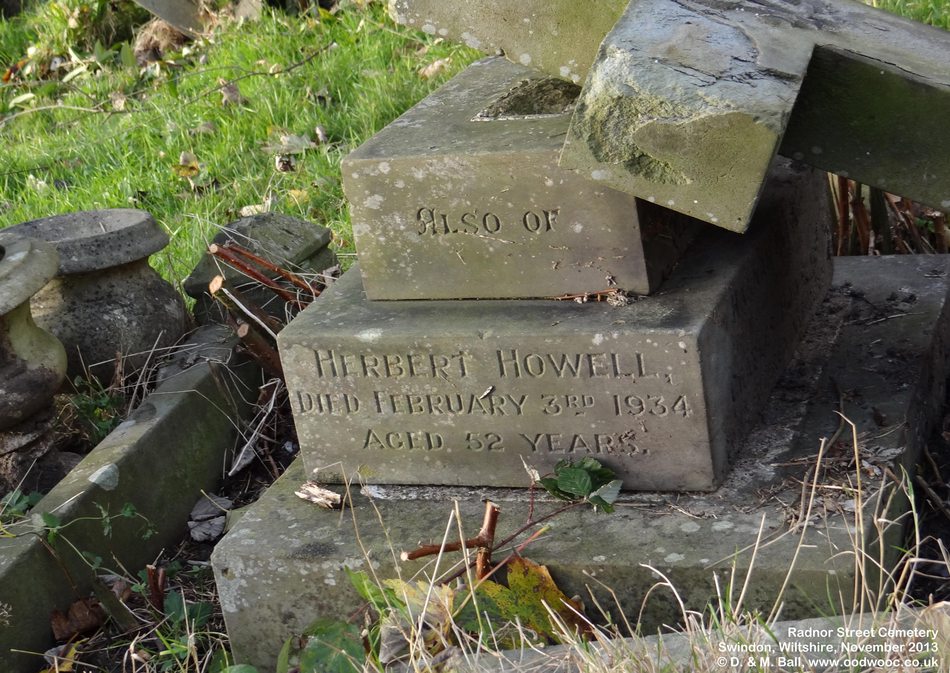 ALSO OF
HERBERT HOWELL,
DIED FEBRUARY 3RD 1934
AGED 52 YEARS.
Radnor Street Cemetery
Swindon, Wiltshire, November 2013
© D. & M. Ball, www.oodwooc.co.uk